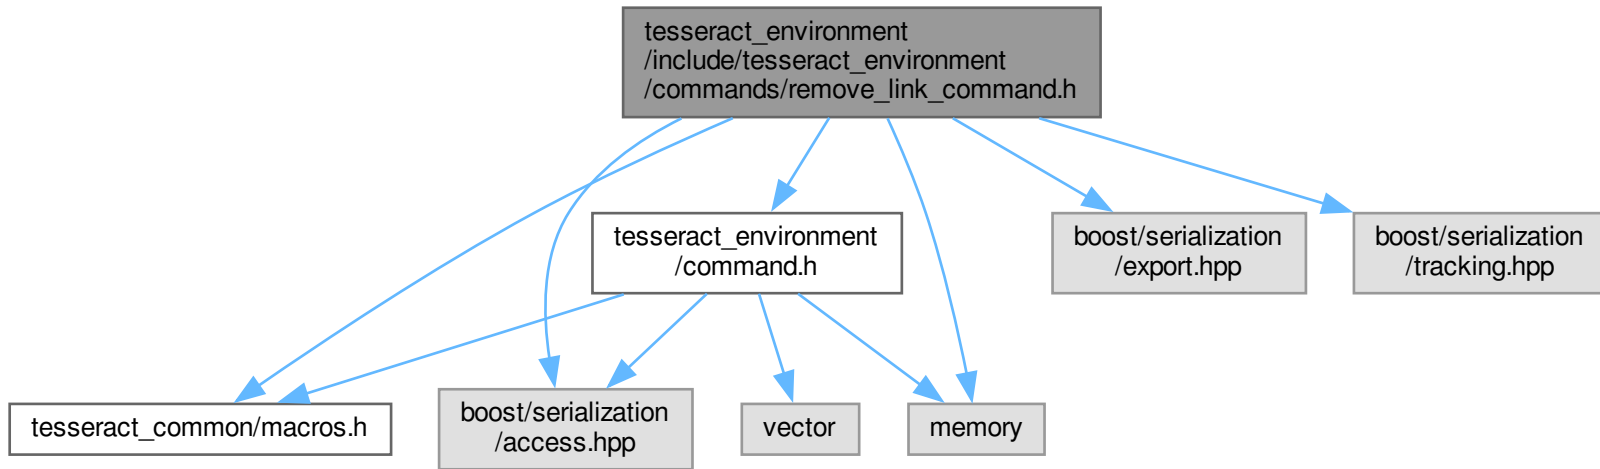 tesseract_environment
/include/tesseract_environment
/commands/remove_link_command.h
tesseract_environment
/command.h
boost/serialization
/export.hpp
boost/serialization
/tracking.hpp
tesseract_common/macros.h
boost/serialization
/access.hpp
vector
memory